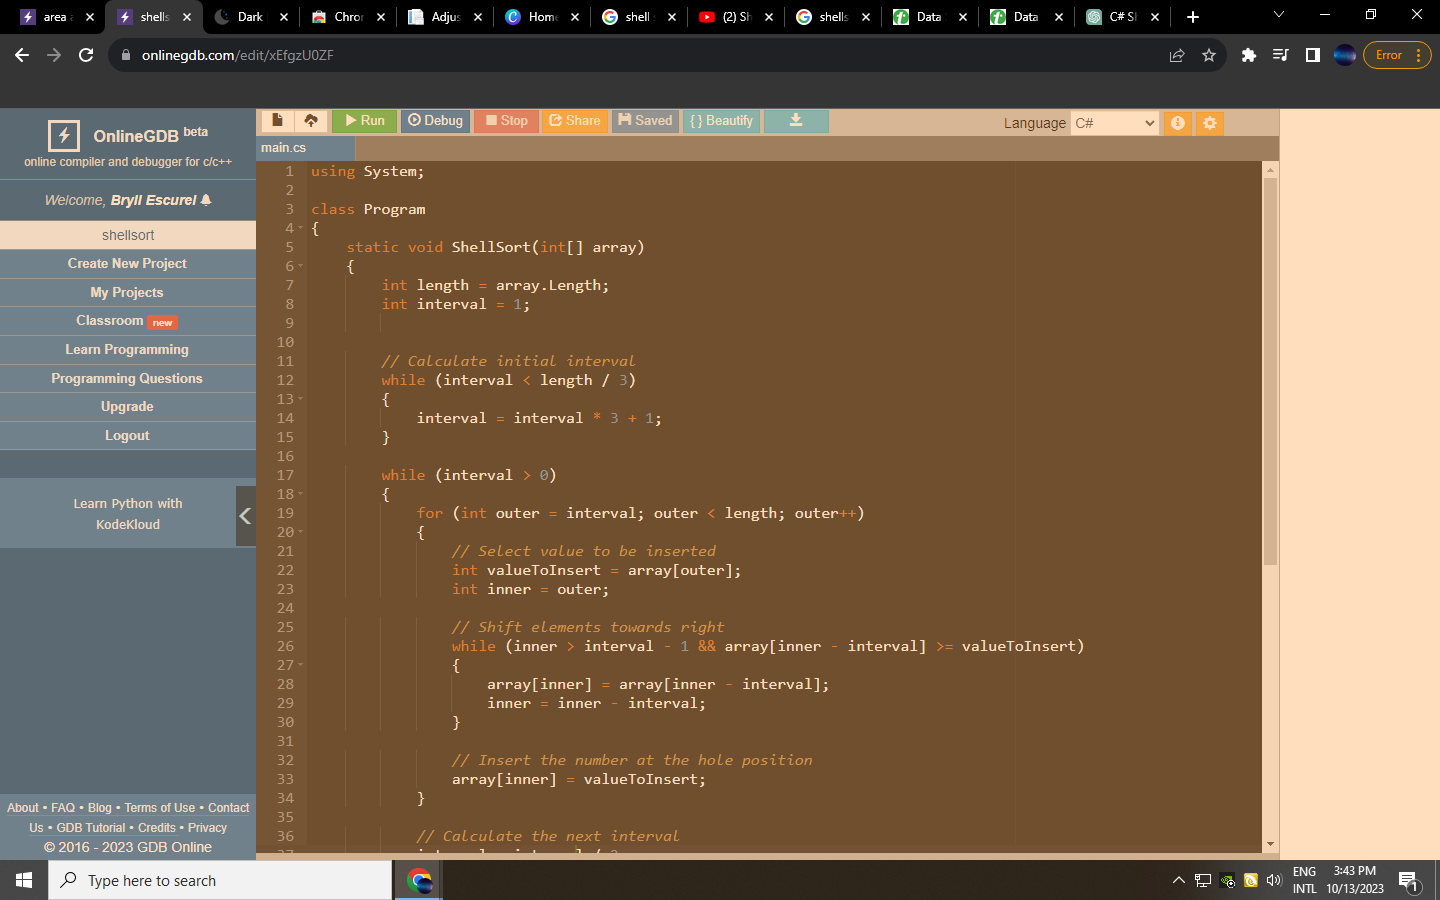 area
shells
Dark
Chror
Adjus
Home
shell
(2) Sh
shells
Data
Data
C# Sh
onlinegdb.com/edit/xEfgzU0ZF
Error
OnlineGDB beta
online compiler and debugger for c/c++
Welcome, Bryll Escurel
shellsort
Create New Project
My Projects
Classroom new
Learn Programming
Programming Questions
Upgrade
Logout
Learn Python with
KodeKloud
About • FAQ • Blog • Terms of Use • Contact
Us • GDB Tutorial • Credits • Privacy
© 2016 - 2023 GDB Online
Run
Debug
Stop
Share
Saved
{ } Beautify
Language C#
main.cs
1 using System;
2
3 class Program
4 {
5 static void ShellSort(int[] array)
6 {
7 int length = array.Length;
8 int interval = 1;
9
10
11 // Calculate initial interval
12 while (interval < length / 3)
13 {
14 interval = interval * 3 + 1;
15 }
16
17 while (interval > 0)
18 {
19 for (int outer = interval; outer < length; outer++)
20 {
21 // Select value to be inserted
22 int valueToInsert = array[outer];
23 int inner = outer;
24
25 // Shift elements towards right
26 while (inner > interval - 1 && array[inner - interval] >= valueToInsert)
27 {
28 array[inner] = array[inner - interval];
29 inner = inner - interval;
30 }
31
32 // Insert the number at the hole position
33 array[inner] = valueToInsert;
34 }
35
36 // Calculate the next interval
Type here to search
ENG
INTL
3:43 PM
10/13/2023
1